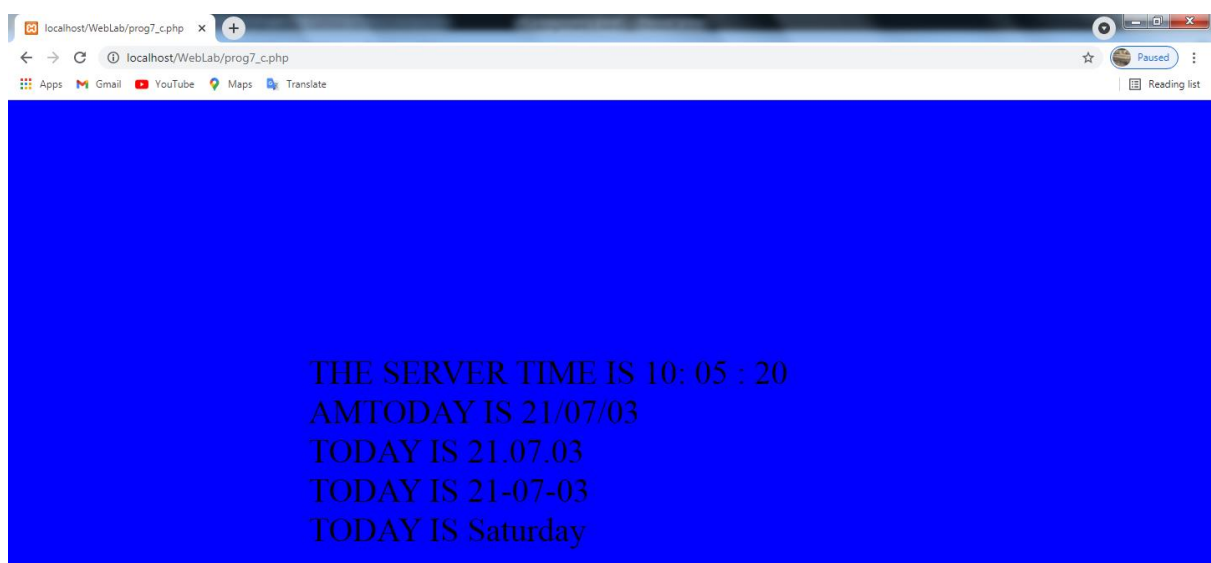 localhost/WebLab/prog7_c.php
localhost/WebLab/prog7_c.php
Paused
Apps Gmail YouTube Maps Translate Reading list
THE SERVER TIME IS 10: 05 : 20
AMTODAY IS 21/07/03
TODAY IS 21.07.03
TODAY IS 21-07-03
TODAY IS Saturday